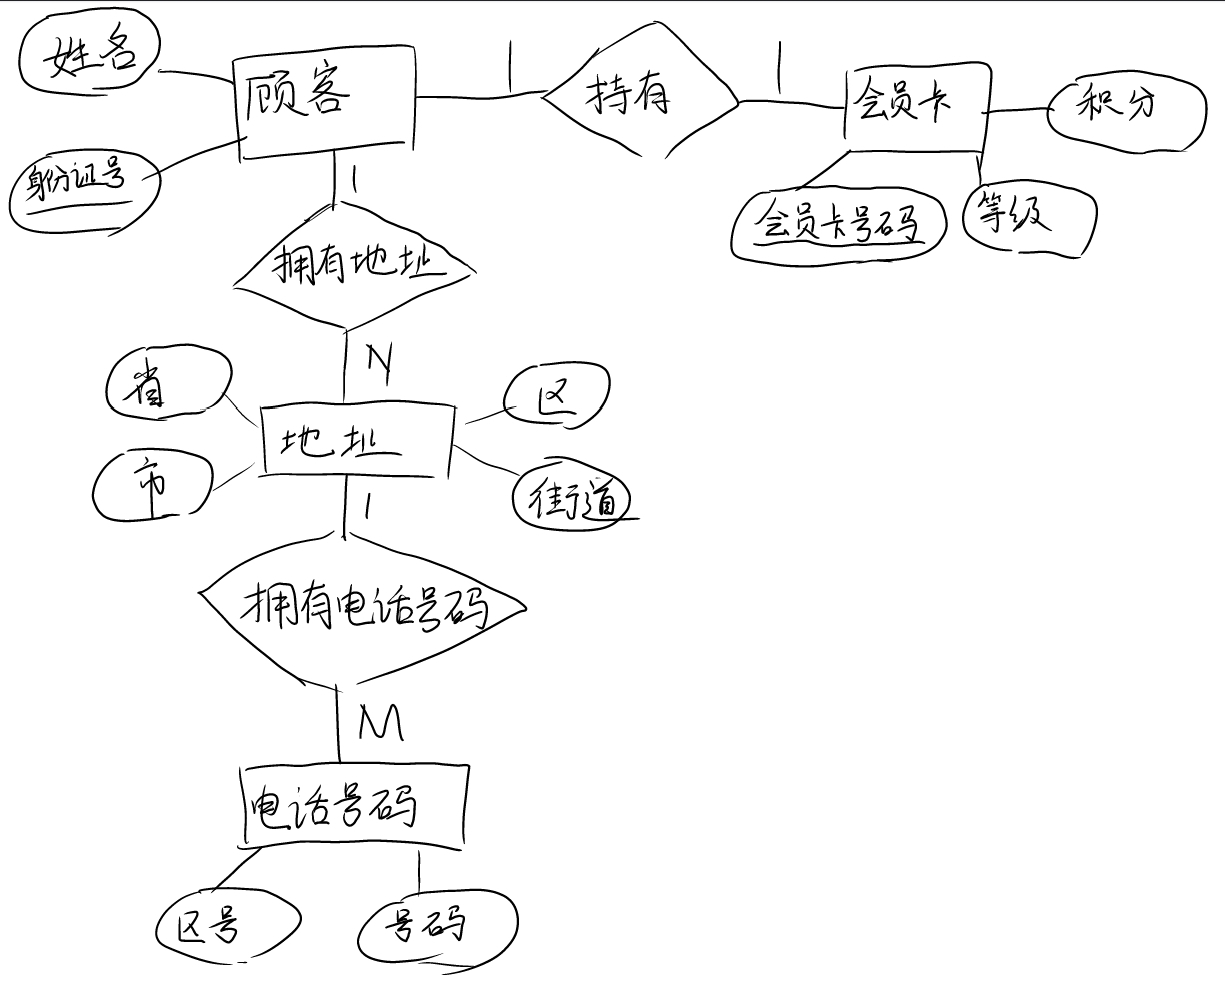 姓名
顾客
1
持有
1
会员卡
积分
身份证号
1
会员卡号码
等级
拥有地址
N
省
区
地址
市
街道
1
拥有电话号码
M
电话号码
区号
号码